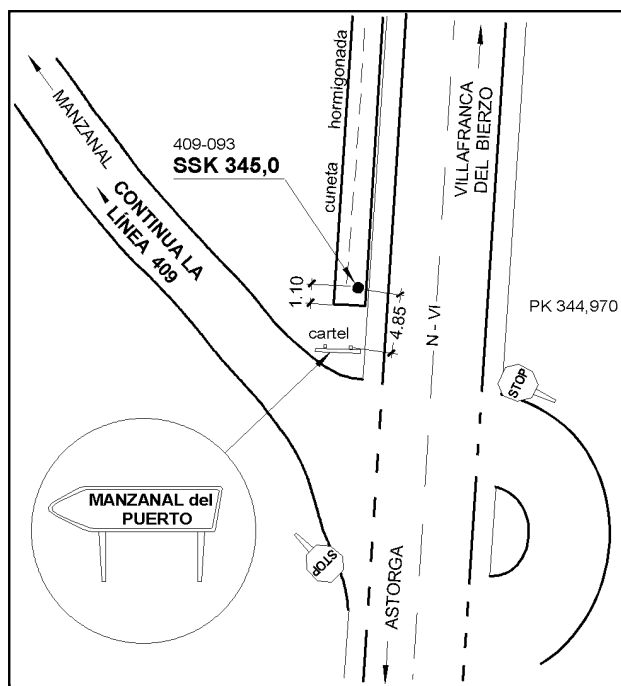 MANZANAL
CONTINUA LA
LÍNEA 409
409-093
SSK 345,0
cuneta hormigonada
VILLAFRANCA
DEL BIERZO
1.10
4.85
cartel
N - VI
PK 344,970
STOP
MANZANAL del
PUERTO
STOP
ASTORGA